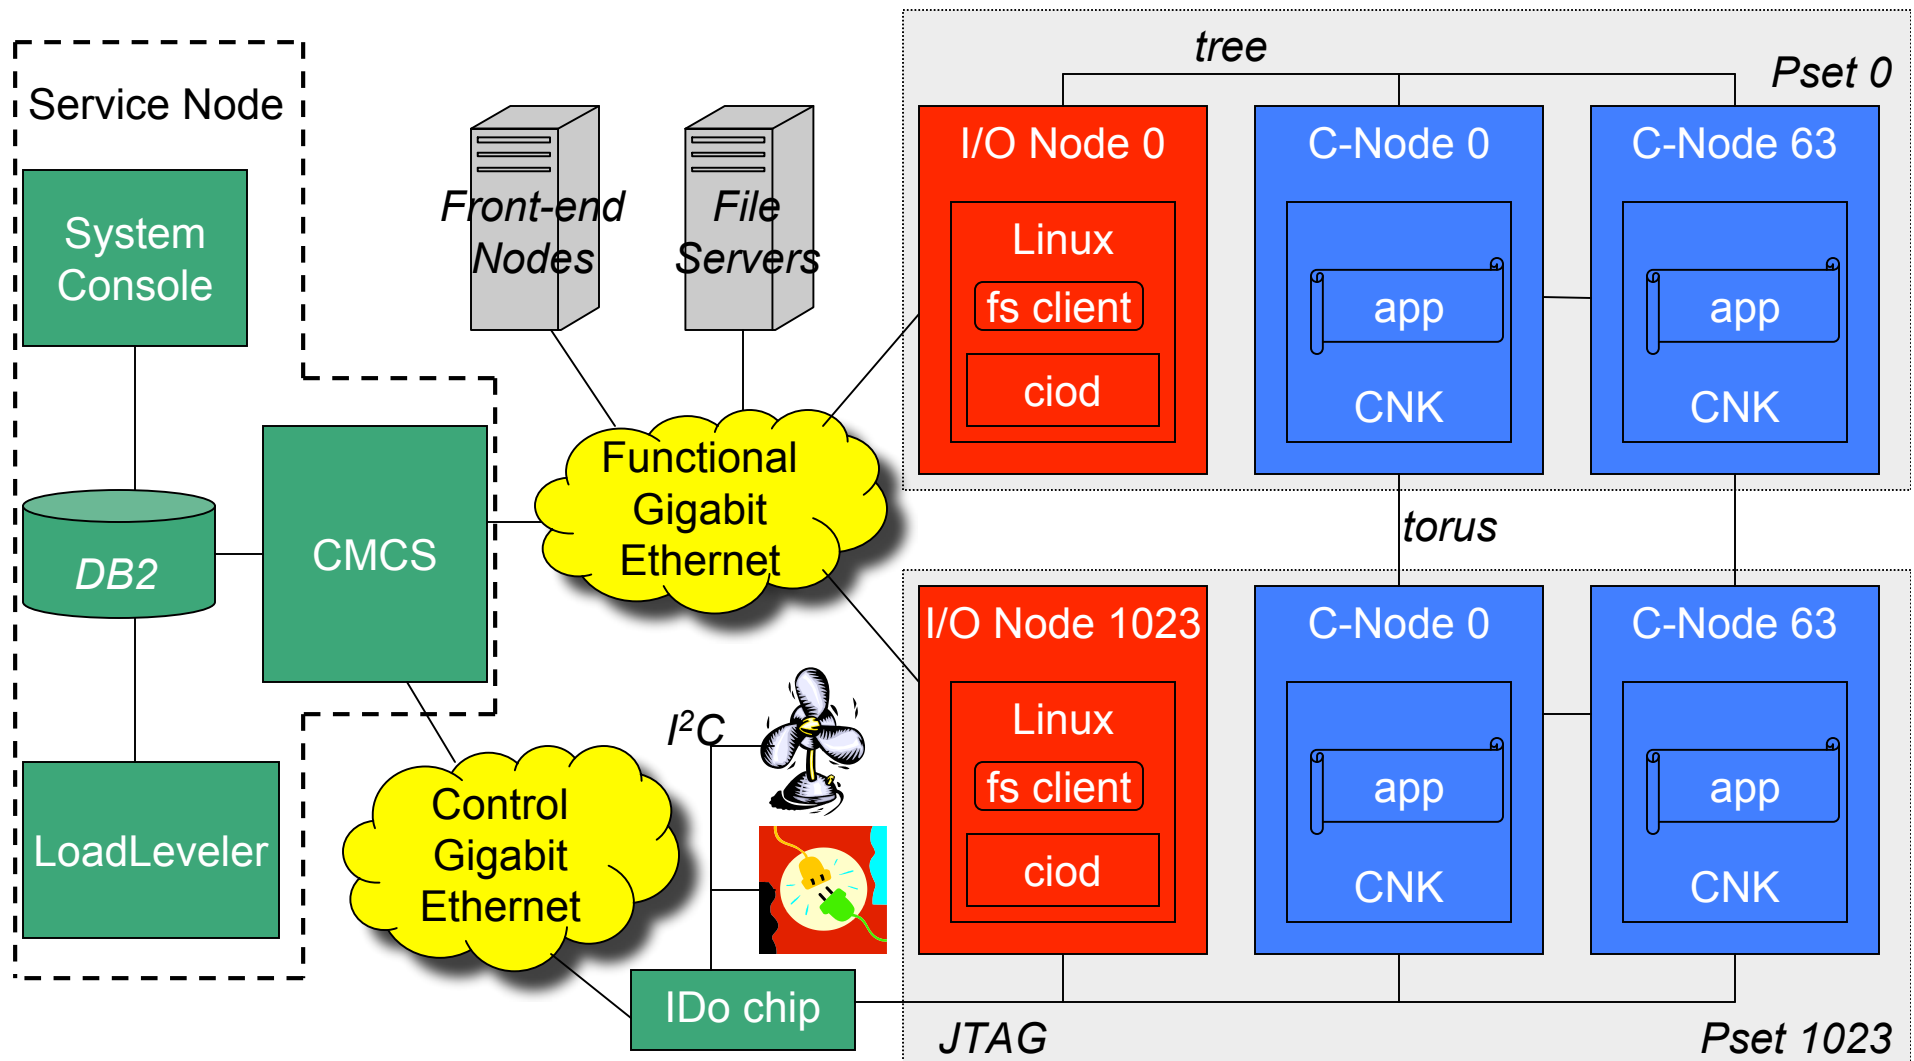 Service Node
System
Console
DB2
CMCS
LoadLeveler
Front-end
Nodes
File
Servers
Functional
Gigabit
Ethernet
Control
Gigabit
Ethernet
I²C
IDo chip
tree
Pset 0
I/O Node 0
Linux
fs client
ciod
C-Node 0
app
CNK
C-Node 63
app
CNK
torus
I/O Node 1023
Linux
fs client
ciod
C-Node 0
app
CNK
C-Node 63
app
CNK
JTAG
Pset 1023